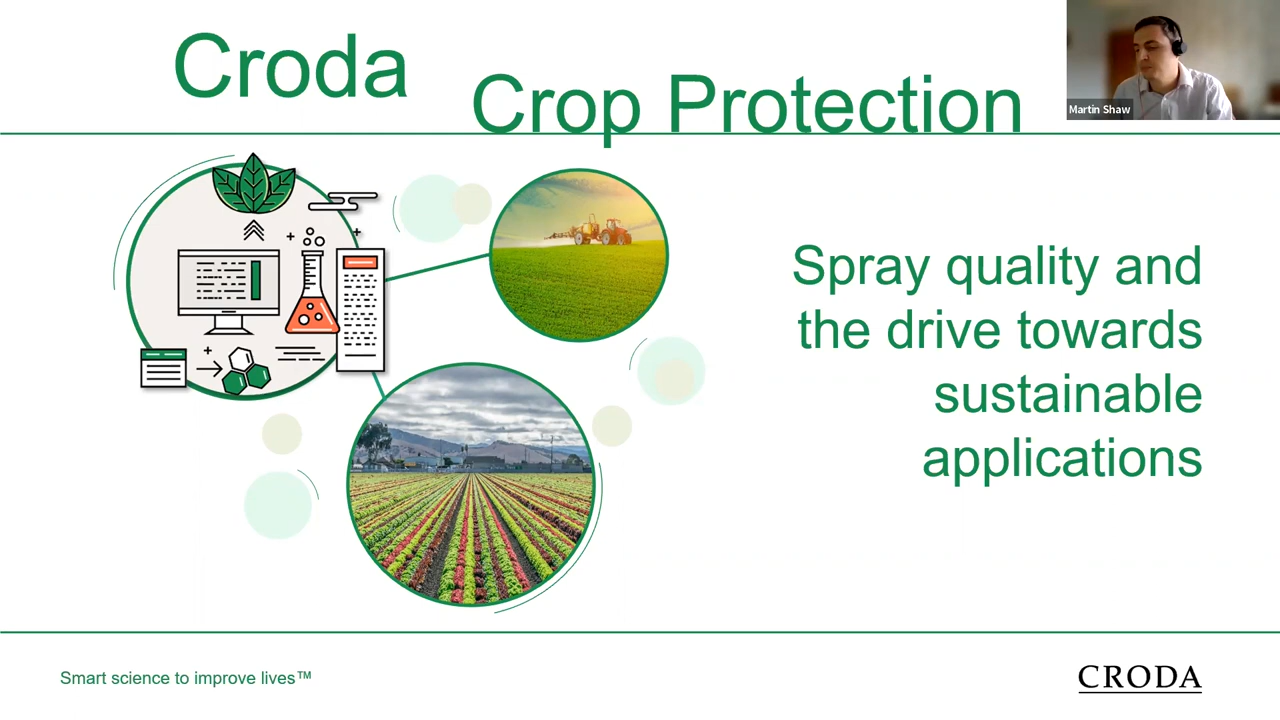 Croda
Crop Protection
Martin Shaw
Spray quality and
the drive towards
sustainable
applications
Smart science to improve lives™
CRODA